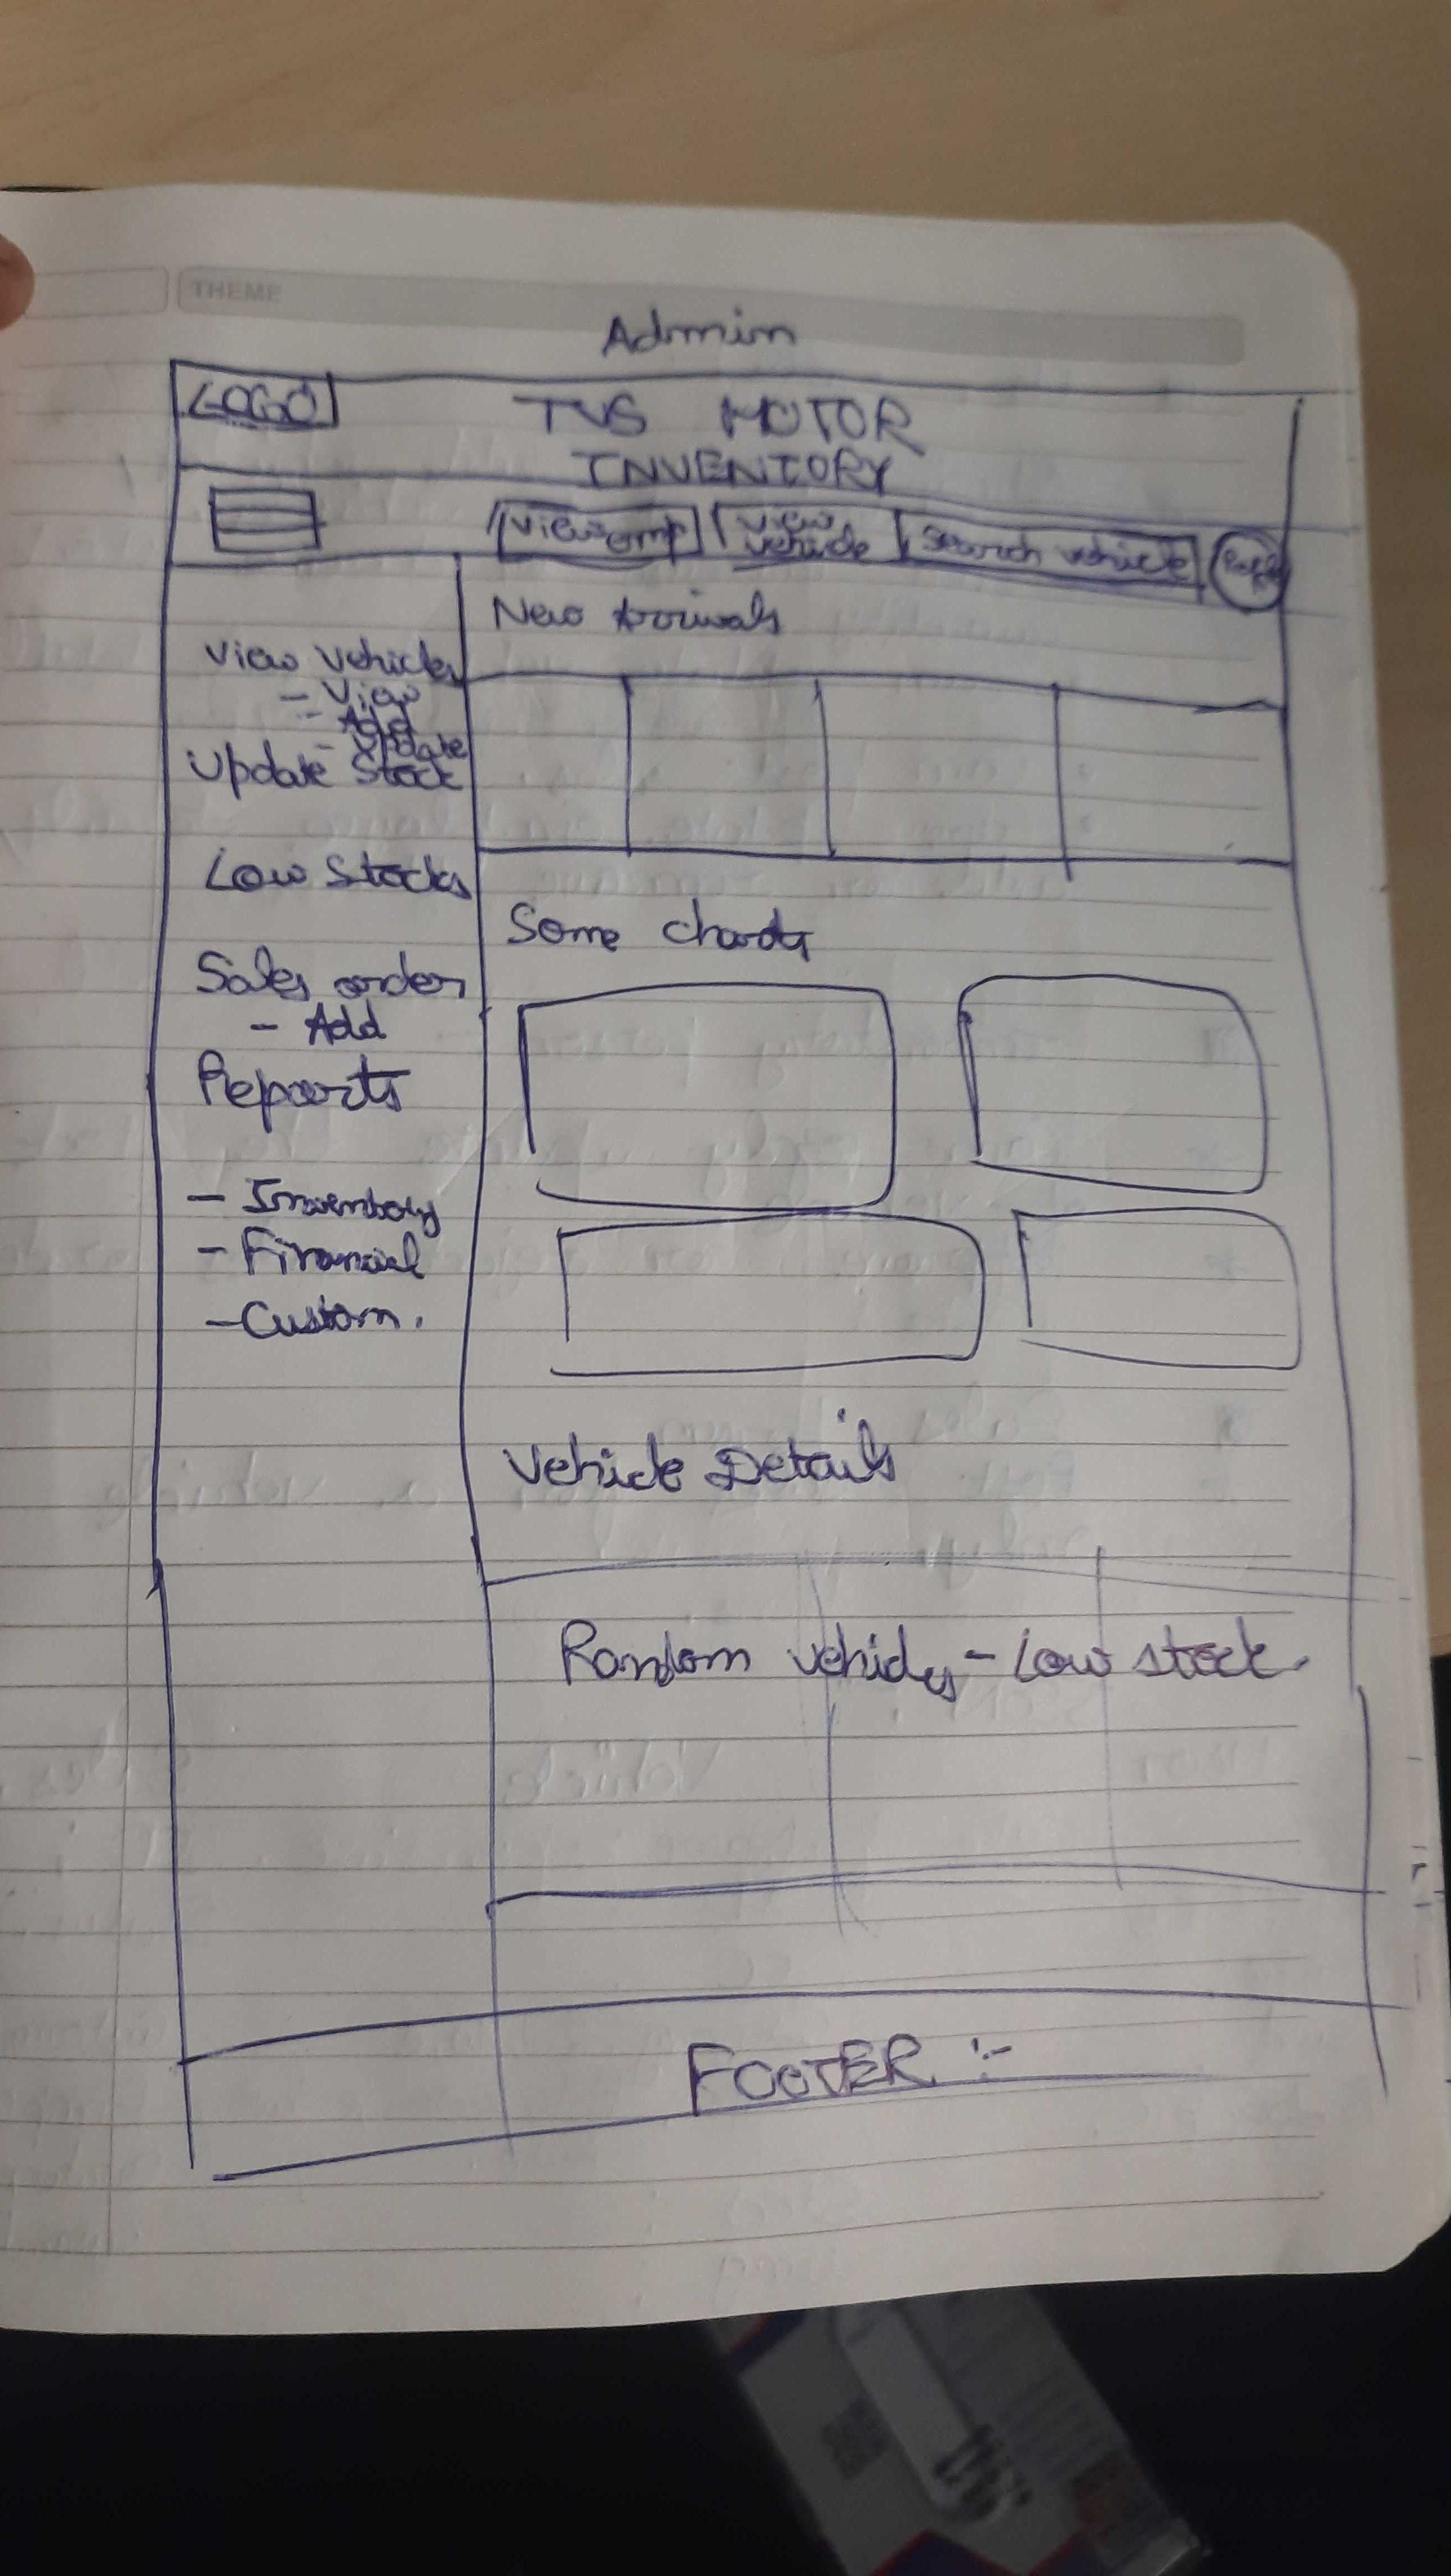 THEME
Admin
LOGO
TVS MOTOR
INVENTORY
View emp
View
vehicle
Search vehicle
New Arrivals
View Vehicles
- View
- Add
- Update
Update Stock
Low Stocks
Sales order
- Add
Reports
- Inventory
- Financial
- Custom.
Some charts
Vehicle Details
Random vehicles - Low stock.
FOOTER :-